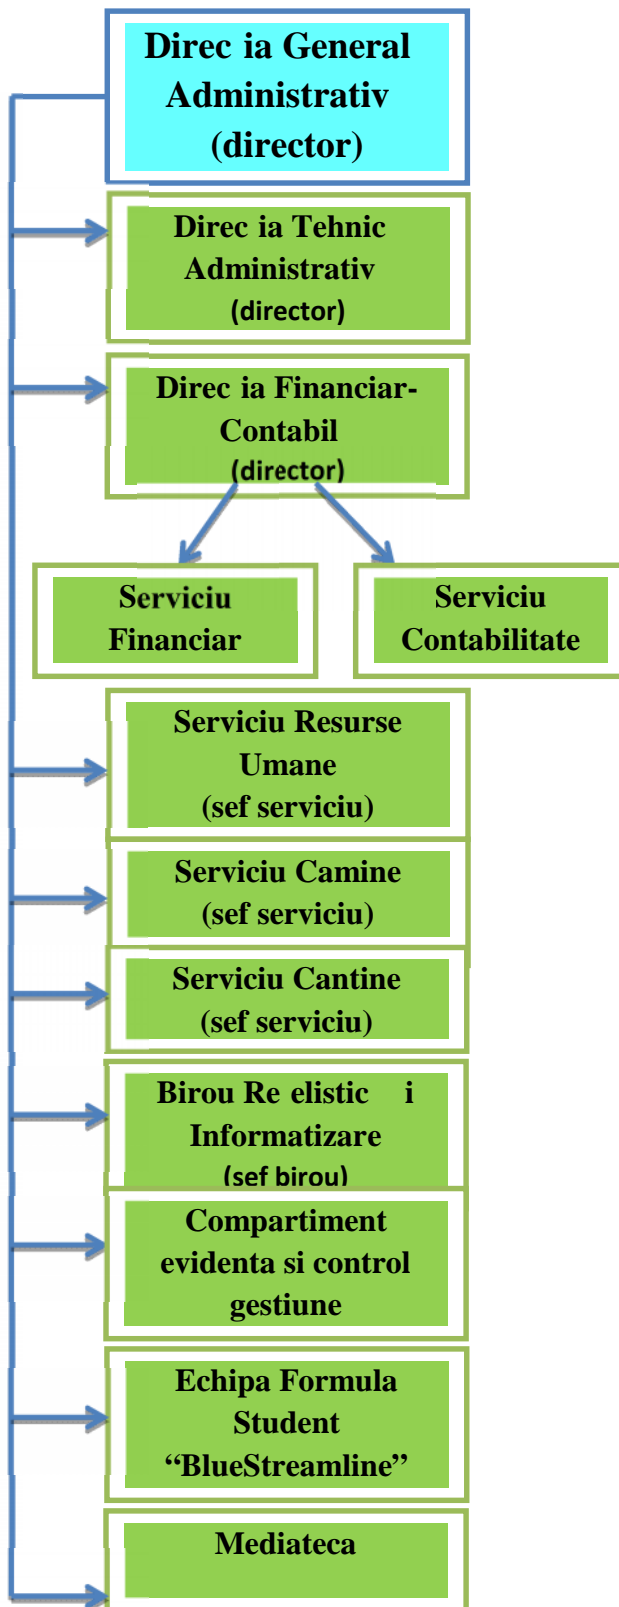 Direc ia General
Administrativ
(director)
Direc ia Tehnic
Administrativ
(director)
Direc ia Financiar-
Contabil
(director)
Serviciu
Financiar
Serviciu
Contabilitate
Serviciu Resurse
Umane
(sef serviciu)
Serviciu Camine
(sef serviciu)
Serviciu Cantine
(sef serviciu)
Birou Re elistic i
Informatizare
(sef birou)
Compartiment
evidenta si control
gestiune
Echipa Formula
Student
“BlueStreamline”
Mediateca